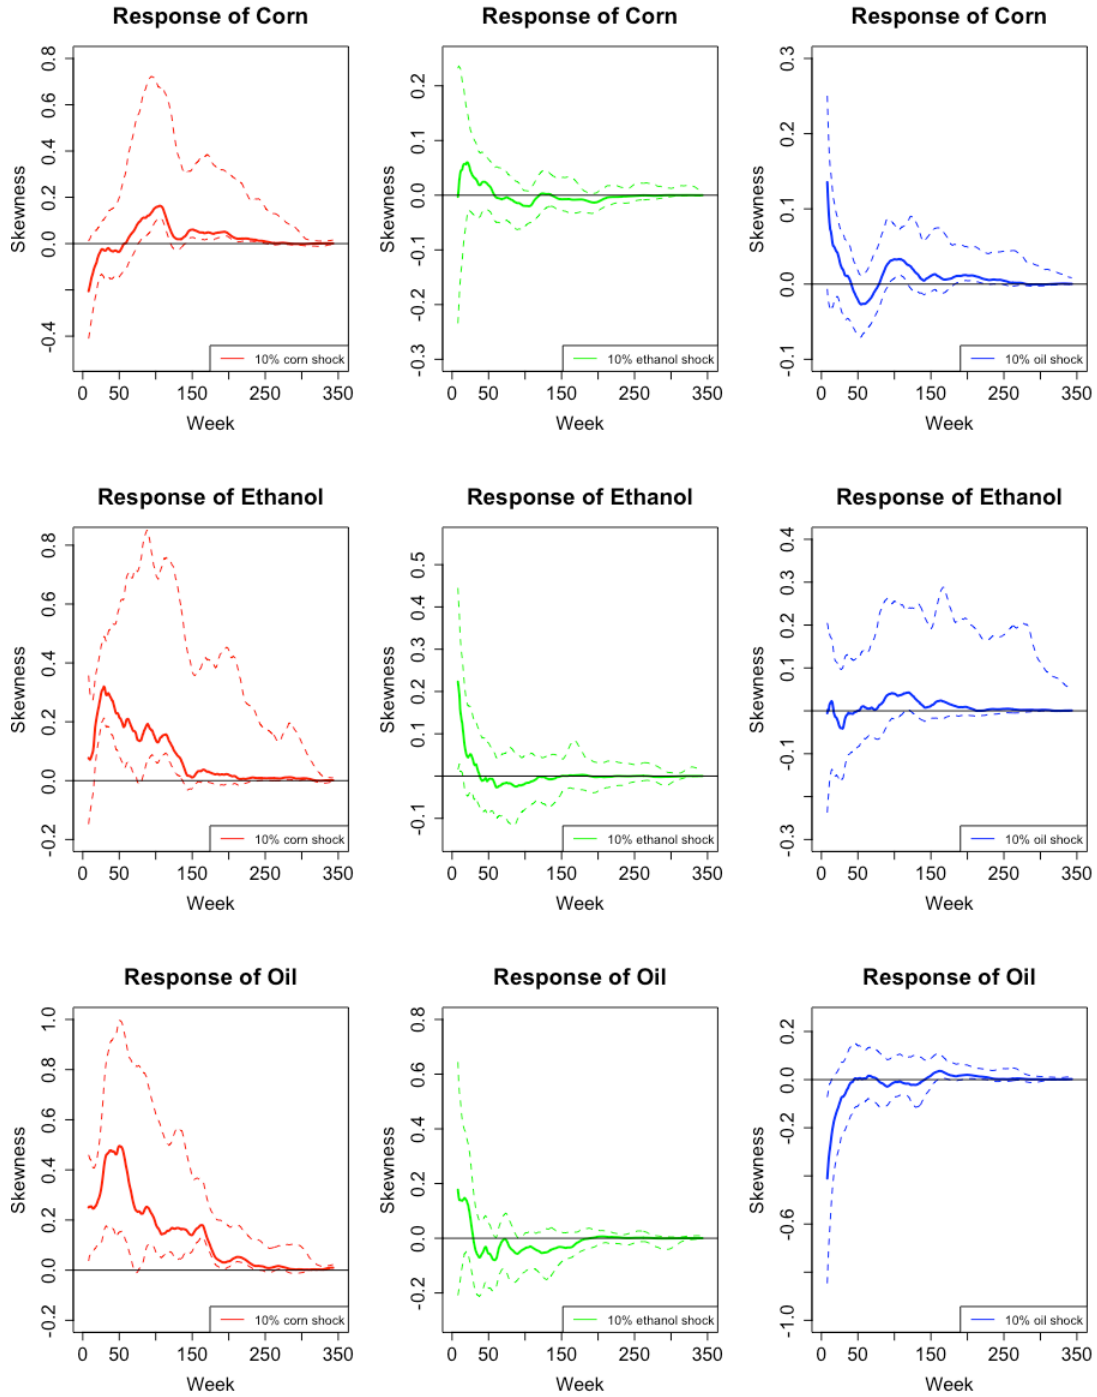 Response of Corn
Skewness
0.8
0.6
0.4
0.2
0.0
-0.4
10% corn shock
0 50 150 250 350
Week
Response of Corn
Skewness
0.2
0.1
0.0
-0.1
-0.2
-0.3
10% ethanol shock
0 50 150 250 350
Week
Response of Corn
Skewness
0.3
0.2
0.1
0.0
-0.1
10% oil shock
0 50 150 250 350
Week
Response of Ethanol
Skewness
0.8
0.6
0.4
0.2
0.0
-0.2
10% corn shock
0 50 150 250 350
Week
Response of Ethanol
Skewness
0.5
0.4
0.3
0.2
0.1
-0.1
10% ethanol shock
0 50 150 250 350
Week
Response of Ethanol
Skewness
0.4
0.3
0.2
0.1
-0.1
-0.3
10% oil shock
0 50 150 250 350
Week
Response of Oil
Skewness
1.0
0.8
0.6
0.4
0.2
0.0
-0.2
10% corn shock
0 50 150 250 350
Week
Response of Oil
Skewness
0.8
0.6
0.4
0.2
0.0
-0.2
10% ethanol shock
0 50 150 250 350
Week
Response of Oil
Skewness
0.2
0.0
-0.2
-0.6
-1.0
10% oil shock
0 50 150 250 350
Week